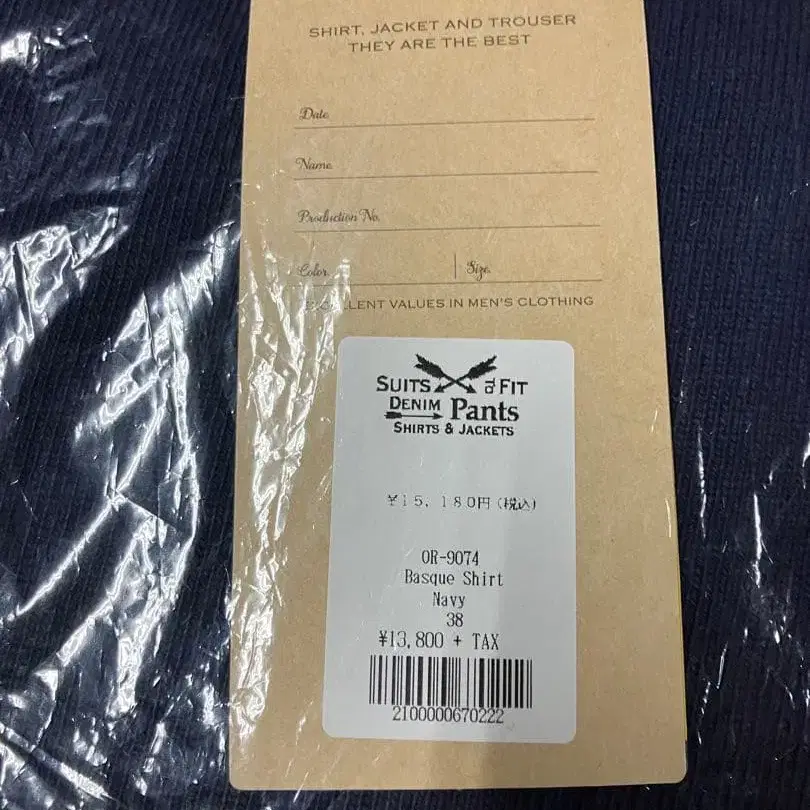 SHIRT, JACKET AND TROUSER
THEY ARE THE BEST
Date.
Name.
Production No.
Color.
Size.
EXCELLENT VALUES IN MEN'S CLOTHING
SUITS TO FIT
DENIM Pants
SHIRTS & JACKETS
¥15,180円(税込)
OR-9074
Basque Shirt
Navy
38
¥13,800 + TAX
2100000670222